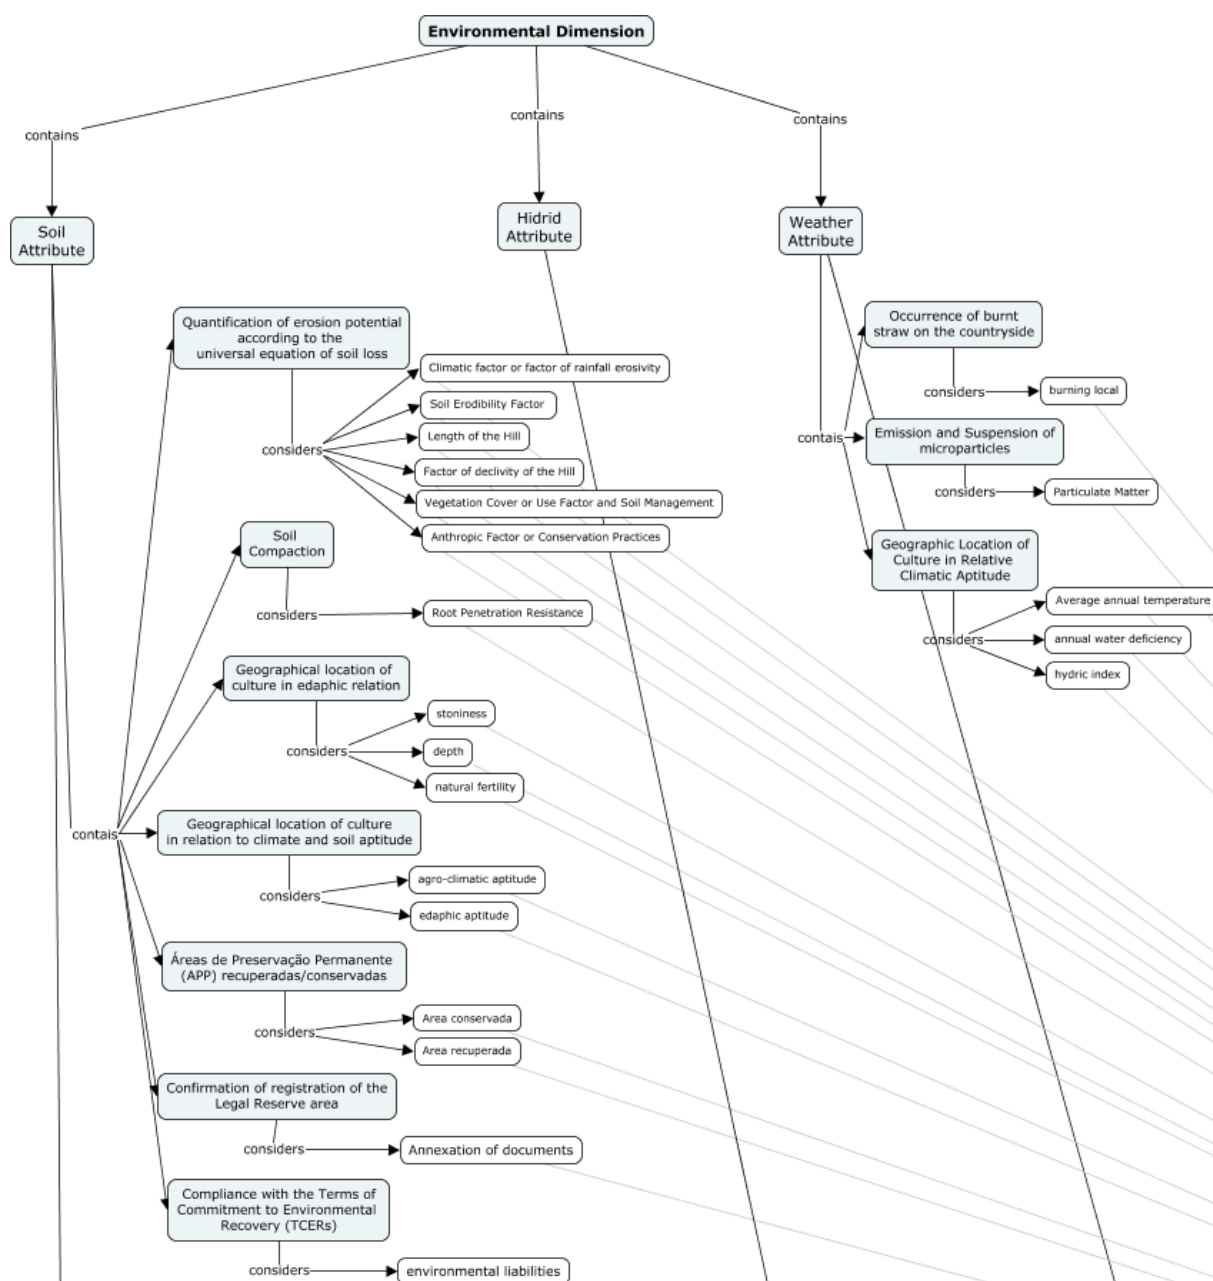 Environmental Dimension
contains
contains
contains
Soil
Attribute
Hidrid
Attribute
Weather
Attribute
Quantification of erosion potential
according to the
universal equation of soil loss
considers
Climatic factor or factor of rainfall erosivity
Soil Erodibility Factor
Length of the Hill
Factor of declivity of the Hill
Vegetation Cover or Use Factor and Soil Management
Anthropic Factor or Conservation Practices
Soil
Compaction
considers
Root Penetration Resistance
Geographical location of
culture in edaphic relation
considers
stoniness
depth
natural fertility
contais
Geographical location of culture
in relation to climate and soil aptitude
considers
agro-climatic aptitude
edaphic aptitude
Áreas de Preservação Permanente
(APP) recuperadas/conservadas
considers
Area conservada
Area recuperada
Confirmation of registration of the
Legal Reserve area
considers
Annexation of documents
Compliance with the Terms of
Commitment to Environmental
Recovery (TCERs)
considers
environmental liabilities
Occurrence of burnt
straw on the countryside
considers
burning local
contais
Emission and Suspension of
microparticles
considers
Particulate Matter
Geographic Location of
Culture in Relative
Climatic Aptitude
considers
Average annual temperature
annual water deficiency
hydric index